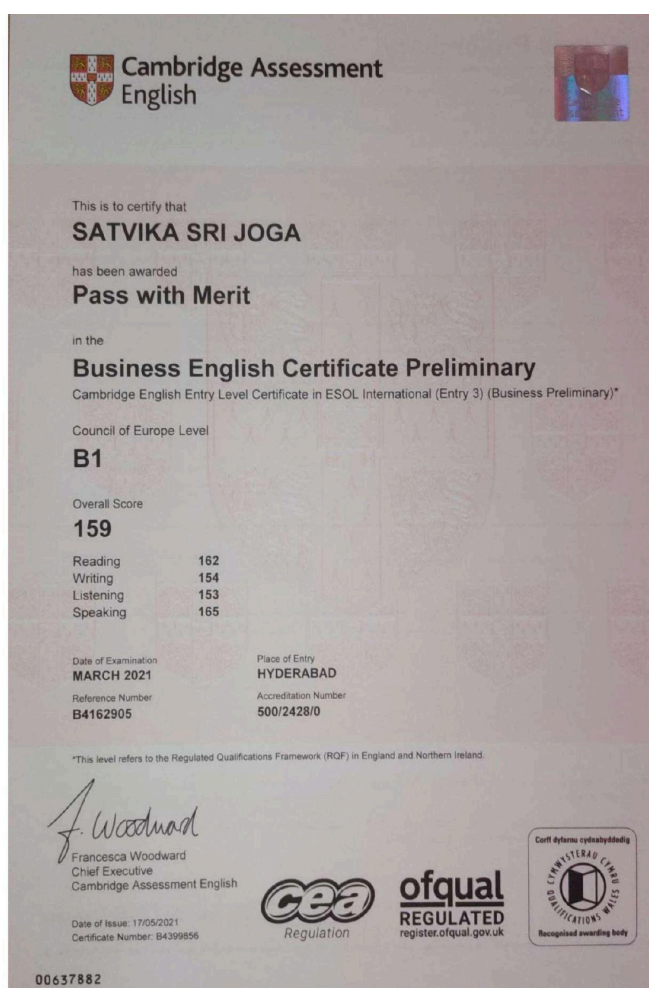 Cambridge Assessment
English
This is to certify that
SATVIKA SRI JOGA
has been awarded
Pass with Merit
in the
Business English Certificate Preliminary
Cambridge English Entry Level Certificate in ESOL International (Entry 3) (Business Preliminary)*
Council of Europe Level
B1
Overall Score
159
Reading 162
Writing 154
Listening 153
Speaking 165
Date of Examination Place of Entry
MARCH 2021 HYDERABAD
Reference Number Accreditation Number
B4162905 500/2428/0
*This level refers to the Regulated Qualifications Framework (RQF) in England and Northern Ireland.
F. Woodward
Francesca Woodward
Chief Executive
Cambridge Assessment English
Date of Issue: 17/05/2021
Certificate Number: B4399856
cea
Regulation
ofqual
REGULATED
register.ofqual.gov.uk
Corff dyfarnu cydnabyddedig
CYMWYSTERAU CYMRU
QUALIFICATIONS WALES
Recognised awarding body
00637882